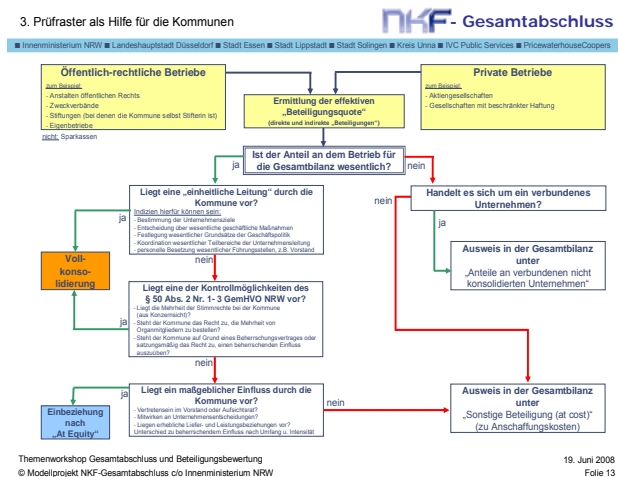 3. Prüfraster als Hilfe für die Kommunen
NKF - Gesamtabschluss
■ Innenministerium NRW ■ Landeshauptstadt Düsseldorf ■ Stadt Essen ■ Stadt Lippstadt ■ Stadt Solingen ■ Kreis Unna ■ IVC Public Services ■ PricewaterhouseCoopers
Öffentlich-rechtliche Betriebe
zum Beispiel:
- Anstalten öffentlichen Rechts
- Zweckverbände
- Stiftungen (bei denen die Kommune selbst Stifterin ist)
- Eigenbetriebe
nicht: Sparkassen
Ermittlung der effektiven
„Beteiligungsquote"
(direkte und indirekte „Beteiligungen")
Private Betriebe
zum Beispiel:
- Aktiengesellschaften
- Gesellschaften mit beschränkter Haftung
Ist der Anteil an dem Betrieb für
die Gesamtbilanz wesentlich?
ja
nein
Liegt eine „einheitliche Leitung" durch die
Kommune vor?
Indizien hierfür können sein:
- Bestimmung der Unternehmensziele
- Entscheidung über wesentliche geschäftliche Maßnahmen
- Festlegung wesentlicher Grundsätze der Geschäftspolitik
- Koordination wesentlicher Teilbereiche der Unternehmensleitung
- personelle Besetzung wesentlicher Führungsstellen, z.B. Vorstand
ja
nein
Handelt es sich um ein verbundenes
Unternehmen?
nein
ja
Voll-
konso-
lidierung
Ausweis in der Gesamtbilanz
unter
„Anteile an verbundenen nicht
konsolidierten Unternehmen"
Liegt eine der Kontrollmöglichkeiten des
§ 50 Abs. 2 Nr. 1- 3 GemHVO NRW vor?
- Liegt die Mehrheit der Stimmrechte bei der Kommune
(aus Konzernsicht)?
- Steht der Kommune das Recht zu, die Mehrheit von
Organmitgliedern zu bestellen?
- Steht der Kommune auf Grund eines Beherrschungsvertrages oder
satzungsmäßig das Recht zu, einen beherrschenden Einfluss
auszuüben?
ja
nein
Liegt ein maßgeblicher Einfluss durch die
Kommune vor?
- Vertretensein im Vorstand oder Aufsichtsrat?
- Mitwirken an Unternehmensentscheidungen?
- Liegen erhebliche Liefer- und Leistungsbeziehungen vor?
Unterschied zu beherrschendem Einfluss nach Umfang u. Intensität
ja
nein
Einbeziehung
nach
„At Equity"
Ausweis in der Gesamtbilanz
unter
„Sonstige Beteiligung (at cost)"
(zu Anschaffungskosten)
Themenworkshop Gesamtabschluss und Beteiligungsbewertung
19. Juni 2008
© Modellprojekt NKF-Gesamtabschluss c/o Innenministerium NRW
Folie 13